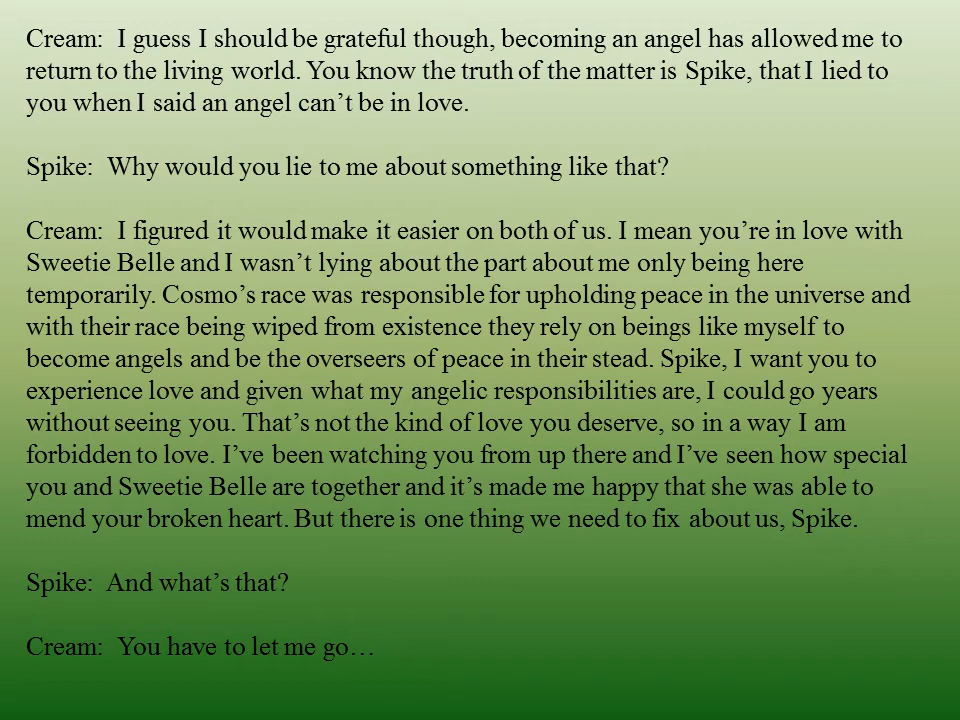 Cream:  I guess I should be grateful though, becoming an angel has allowed me to
return to the living world. You know the truth of the matter is Spike, that I lied to
you when I said an angel can’t be in love.

Spike:  Why would you lie to me about something like that?

Cream:  I figured it would make it easier on both of us. I mean you’re in love with
Sweetie Belle and I wasn’t lying about the part about me only being here
temporarily. Cosmo’s race was responsible for upholding peace in the universe and
with their race being wiped from existence they rely on beings like myself to
become angels and be the overseers of peace in their stead. Spike, I want you to
experience love and given what my angelic responsibilities are, I could go years
without seeing you. That’s not the kind of love you deserve, so in a way I am
forbidden to love. I’ve been watching you from up there and I’ve seen how special
you and Sweetie Belle are together and it’s made me happy that she was able to
mend your broken heart. But there is one thing we need to fix about us, Spike.

Spike:  And what’s that?

Cream:  You have to let me go…